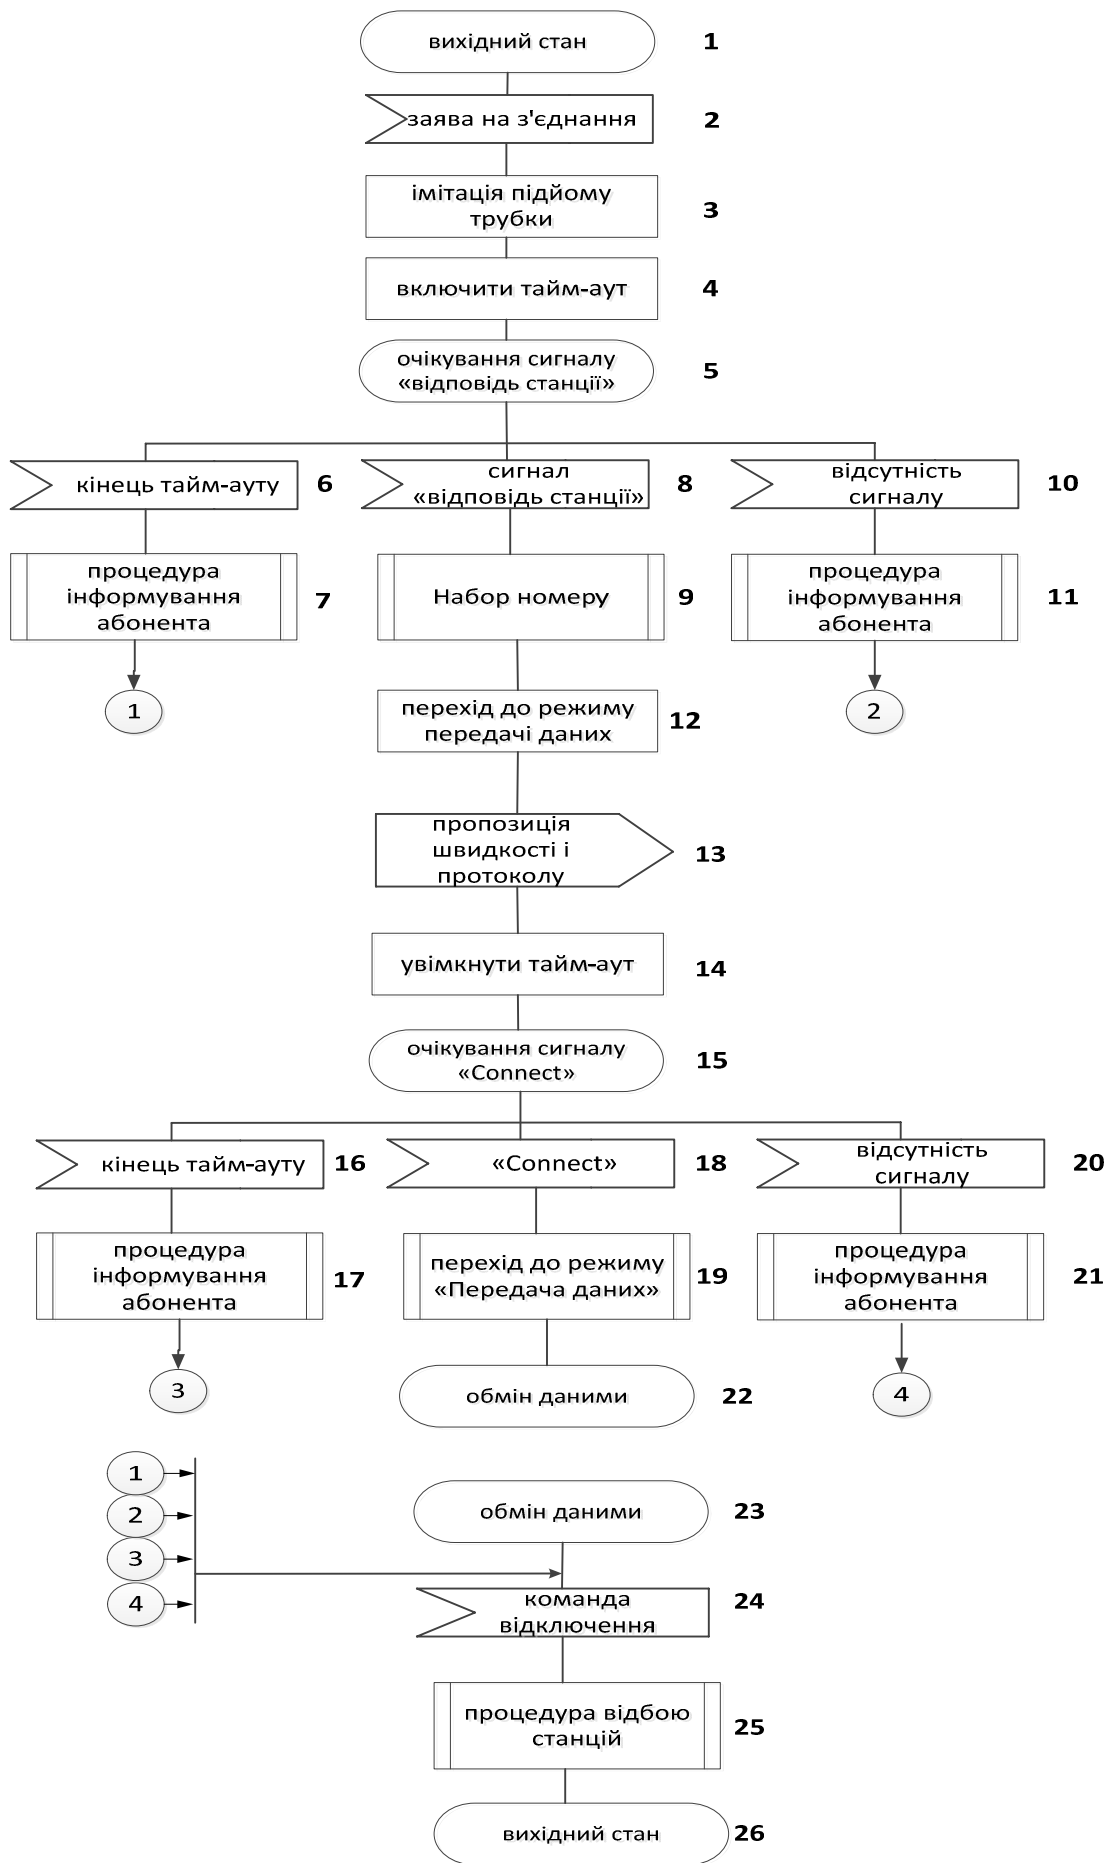 вихідний стан
1
заява на з'єднання
2
імітація підйому
трубки
3
включити тайм-аут
4
очікування сигналу
«відповідь станції»
5
кінець тайм-ауту
6
сигнал
«відповідь станції»
8
відсутність
сигналу
10
процедура
інформування
абонента
7
Набор номеру
9
процедура
інформування
абонента
11
1
перехід до режиму
передачі даних
12
2
пропозиція
швидкості і
протоколу
13
увімкнути тайм-аут
14
очікування сигналу
«Connect»
15
кінець тайм-ауту
16
«Connect»
18
відсутність
сигналу
20
процедура
інформування
абонента
17
перехід до режиму
«Передача даних»
19
процедура
інформування
абонента
21
3
обмін даними
22
4
1
2
3
4
обмін даними
23
команда
відключення
24
процедура відбою
станцій
25
вихідний стан
26